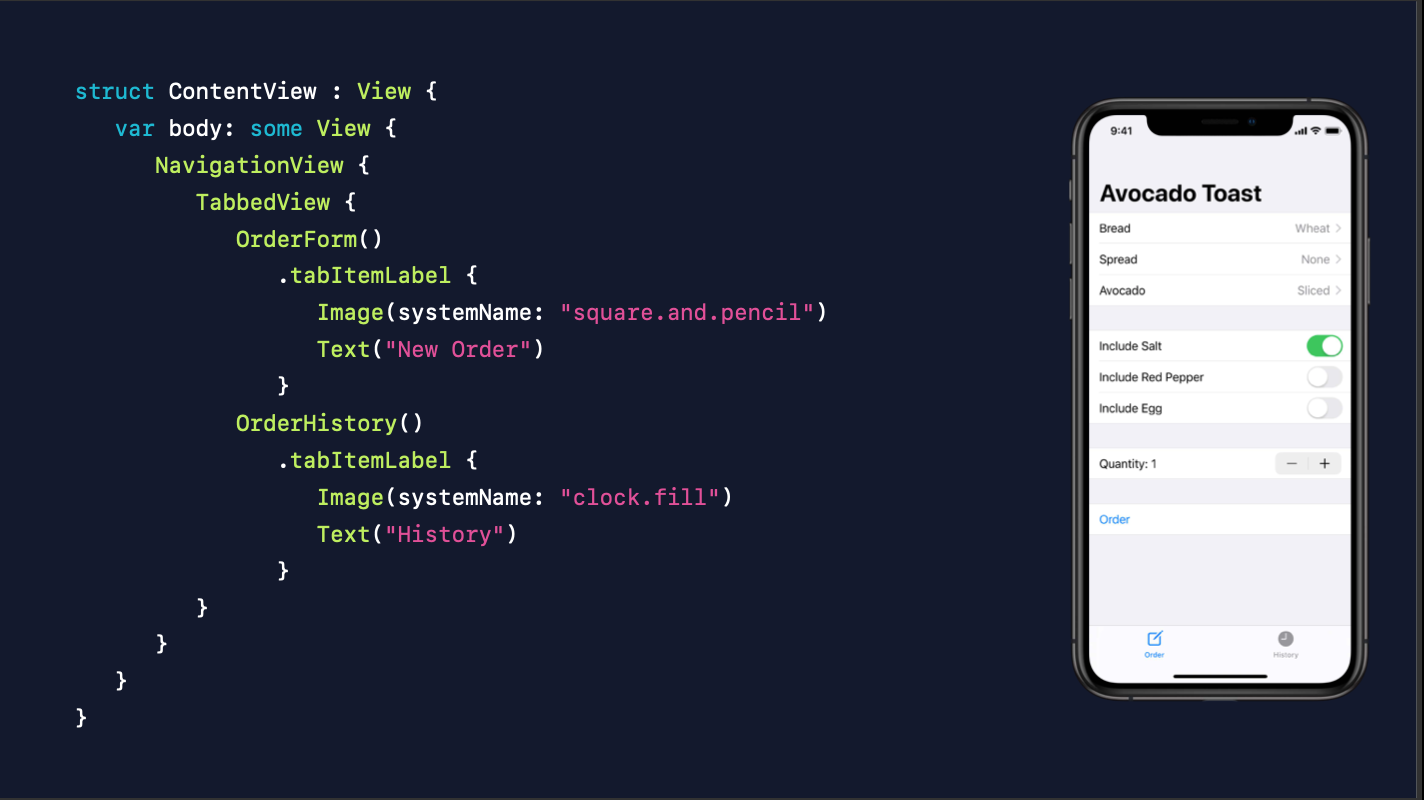 struct ContentView : View {
var body: some View {
NavigationView {
TabbedView {
OrderForm()
.tabItemLabel {
Image(systemName: "square.and.pencil")
Text("New Order")
}
OrderHistory()
.tabItemLabel {
Image(systemName: "clock.fill")
Text("History")
}
}
}
}
}
9:41
Avocado Toast
Bread Wheat
Spread None
Avocado Sliced
Include Salt
Include Red Pepper
Include Egg
Quantity: 1 − +
Order
Order History